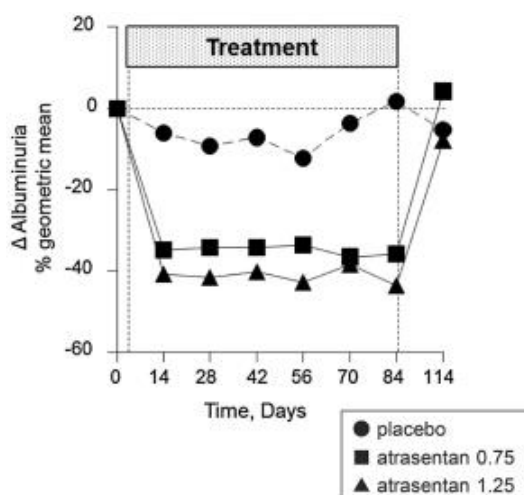 20
Treatment
0
-20
-40
-60
Δ Albuminuria
% geometric mean
0 14 28 42 56 70 84 114
Time, Days
placebo
atrasentan 0.75
atrasentan 1.25